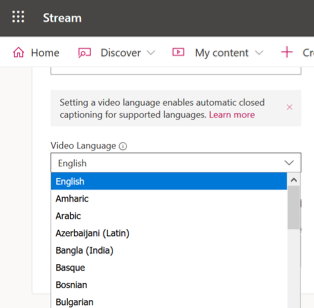 Stream
Home Discover My content Cr
Setting a video language enables automatic closed
captioning for supported languages. Learn more
Video Language
English
English
Amharic
Arabic
Azerbaijani (Latin)
Bangla (India)
Basque
Bosnian
Bulgarian